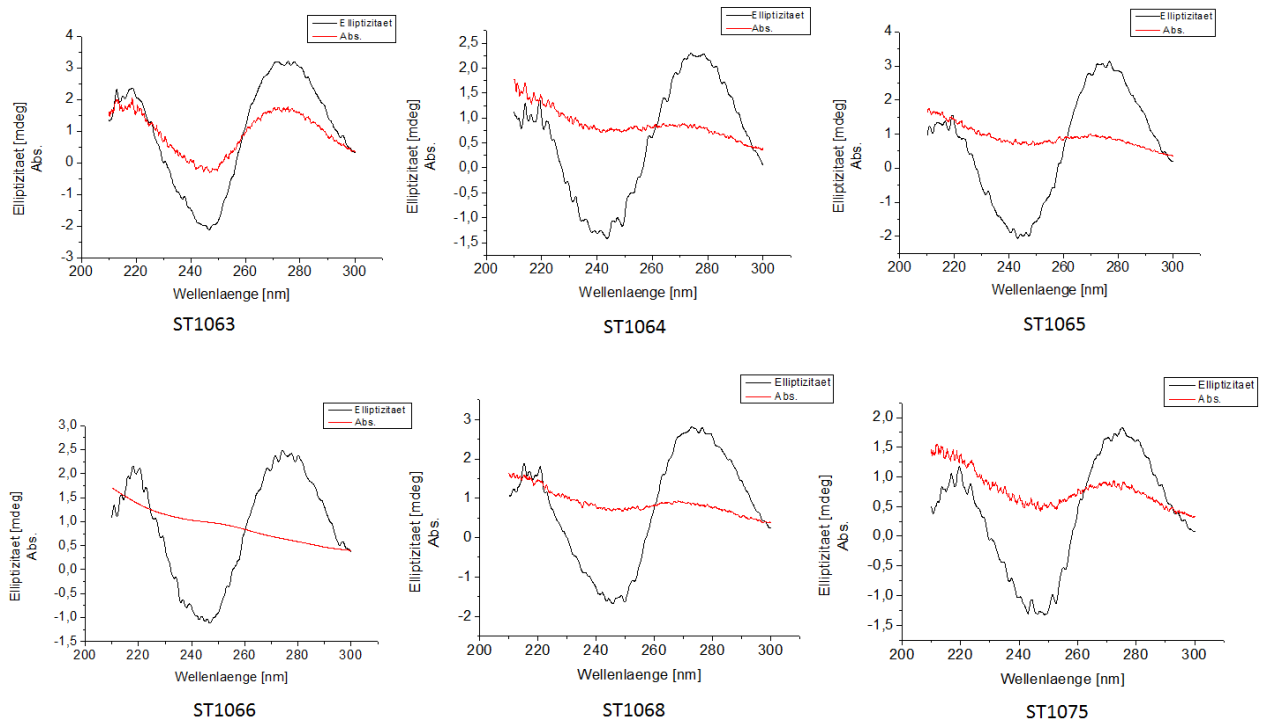 Elliptizitaet
Abs.
4
3
2
1
0
-1
-2
-3
Elliptizitaet [mdeg]
Abs.
200 220 240 260 280 300
Wellenlaenge [nm]
ST1063
Elliptizitaet
Abs.
2,5
2,0
1,5
1,0
0,5
0,0
-0,5
-1,0
-1,5
Elliptizitaet [mdeg]
Abs.
200 220 240 260 280 300
Wellenlaenge [nm]
ST1064
Elliptizitaet
Abs.
4
3
2
1
0
-1
-2
Elliptizitaet [mdeg]
Abs.
200 220 240 260 280 300
Wellenlaenge [nm]
ST1065
Elliptizitaet
Abs.
3,0
2,5
2,0
1,5
1,0
0,5
0,0
-0,5
-1,0
-1,5
Elliptizitaet [mdeg]
Abs.
200 220 240 260 280 300
Wellenlaenge [nm]
ST1066
Elliptizitaet
Abs.
3
2
1
0
-1
-2
Elliptizitaet [mdeg]
Abs.
200 220 240 260 280 300
Wellenlaenge [nm]
ST1068
Elliptizitaet
Abs.
2,0
1,5
1,0
0,5
0,0
-0,5
-1,0
-1,5
Elliptizitaet [mdeg]
Abs.
200 220 240 260 280 300
Wellenlaenge [nm]
ST1075